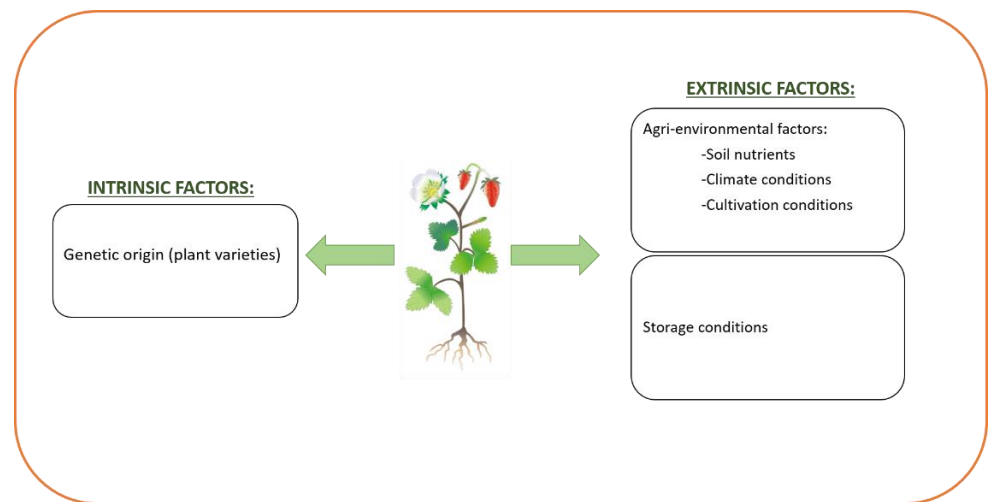 INTRINSIC FACTORS:
Genetic origin (plant varieties)
EXTRINSIC FACTORS:
Agri-environmental factors:
-Soil nutrients
-Climate conditions
-Cultivation conditions
Storage conditions